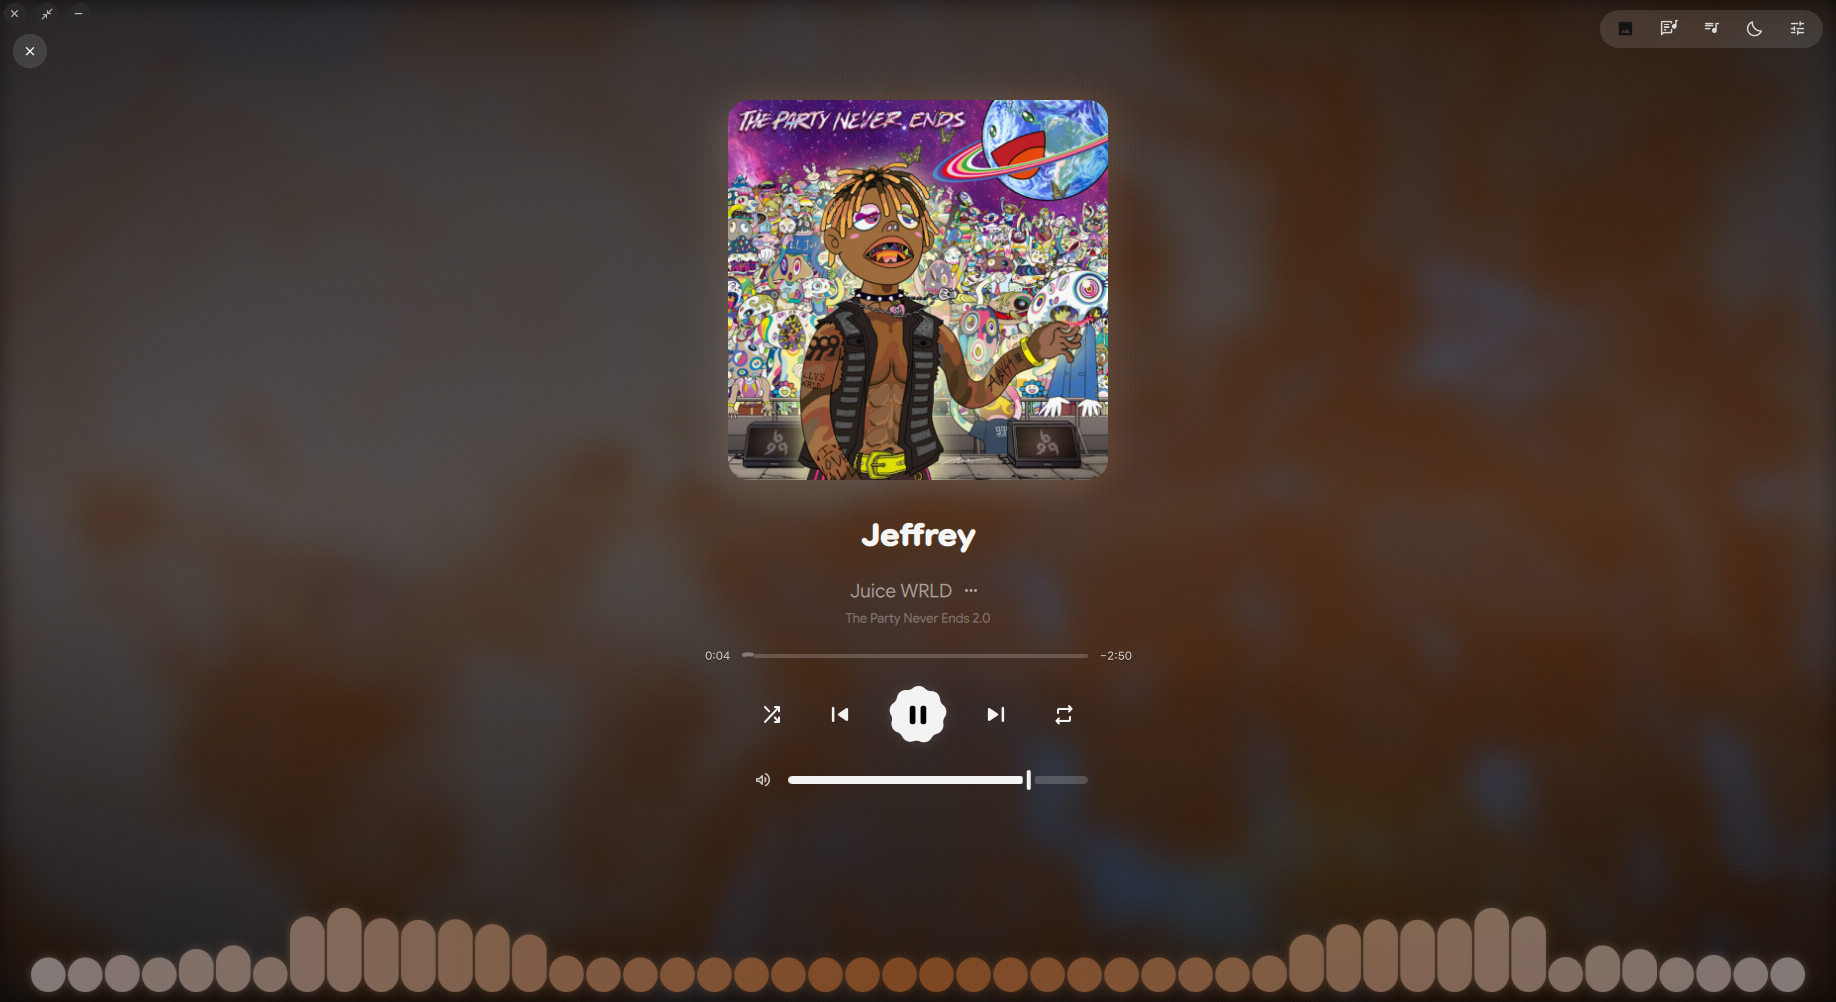 THE PARTY NEVER ENDS
Jeffrey
Juice WRLD
The Party Never Ends 2.0
0:04
-2:50